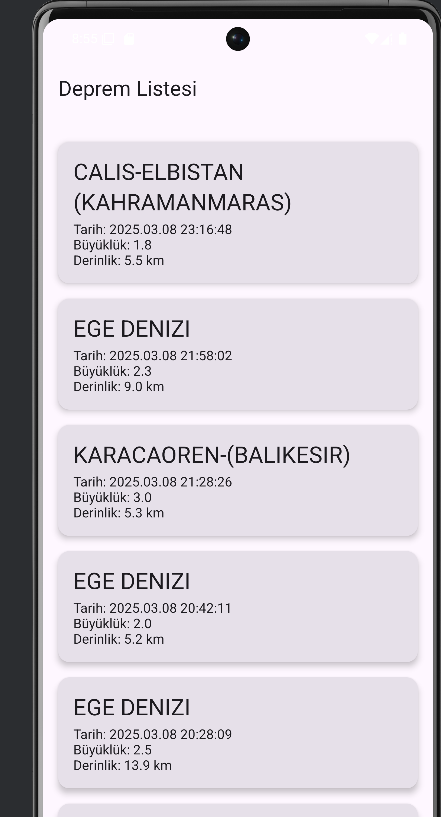 Deprem Listesi
CALIS-ELBISTAN
(KAHRAMANMARAS)
Tarih: 2025.03.08 23:16:48
Büyüklük: 1.8
Derinlik: 5.5 km
EGE DENIZI
Tarih: 2025.03.08 21:58:02
Büyüklük: 2.3
Derinlik: 9.0 km
KARACAOREN-(BALIKESIR)
Tarih: 2025.03.08 21:28:26
Büyüklük: 3.0
Derinlik: 5.3 km
EGE DENIZI
Tarih: 2025.03.08 20:42:11
Büyüklük: 2.0
Derinlik: 5.2 km
EGE DENIZI
Tarih: 2025.03.08 20:28:09
Büyüklük: 2.5
Derinlik: 13.9 km